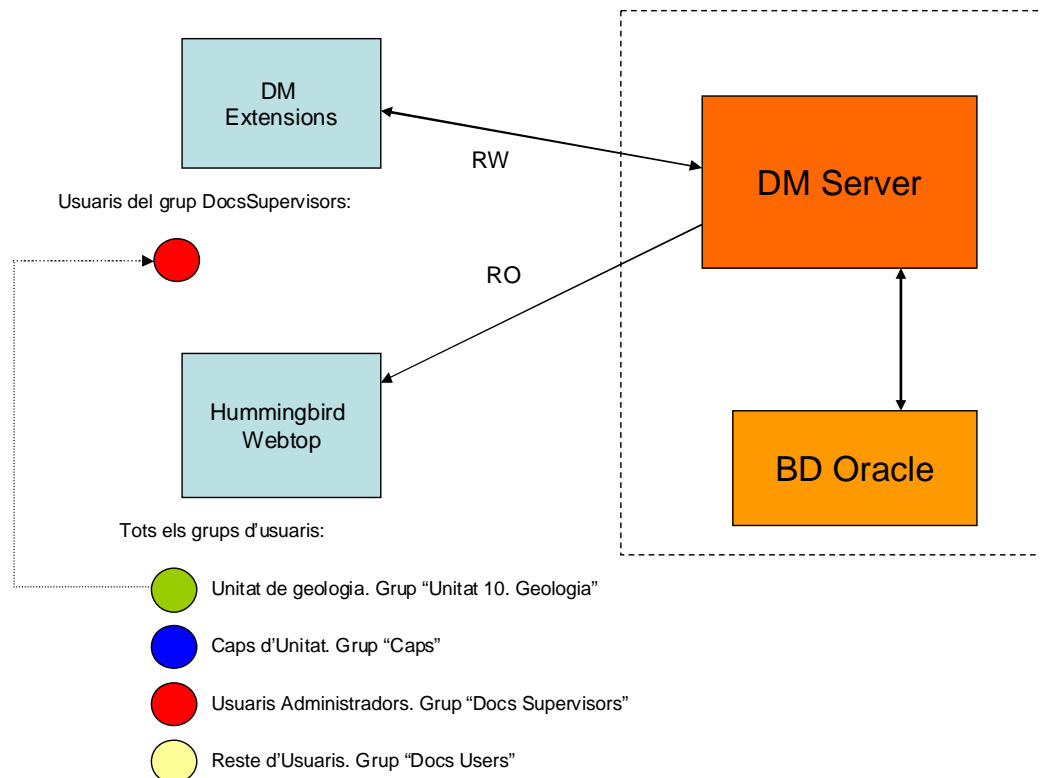 DM
Extensions
RW
DM Server
Usuaris del grup DocsSupervisors:
RO
Hummingbird
Webtop
BD Oracle
Tots els grups d’usuaris:
Unitat de geologia. Grup “Unitat 10. Geologia”
Caps d’Unitat. Grup “Caps”
Usuaris Administradors. Grup “Docs Supervisors”
Reste d’Usuaris. Grup “Docs Users”